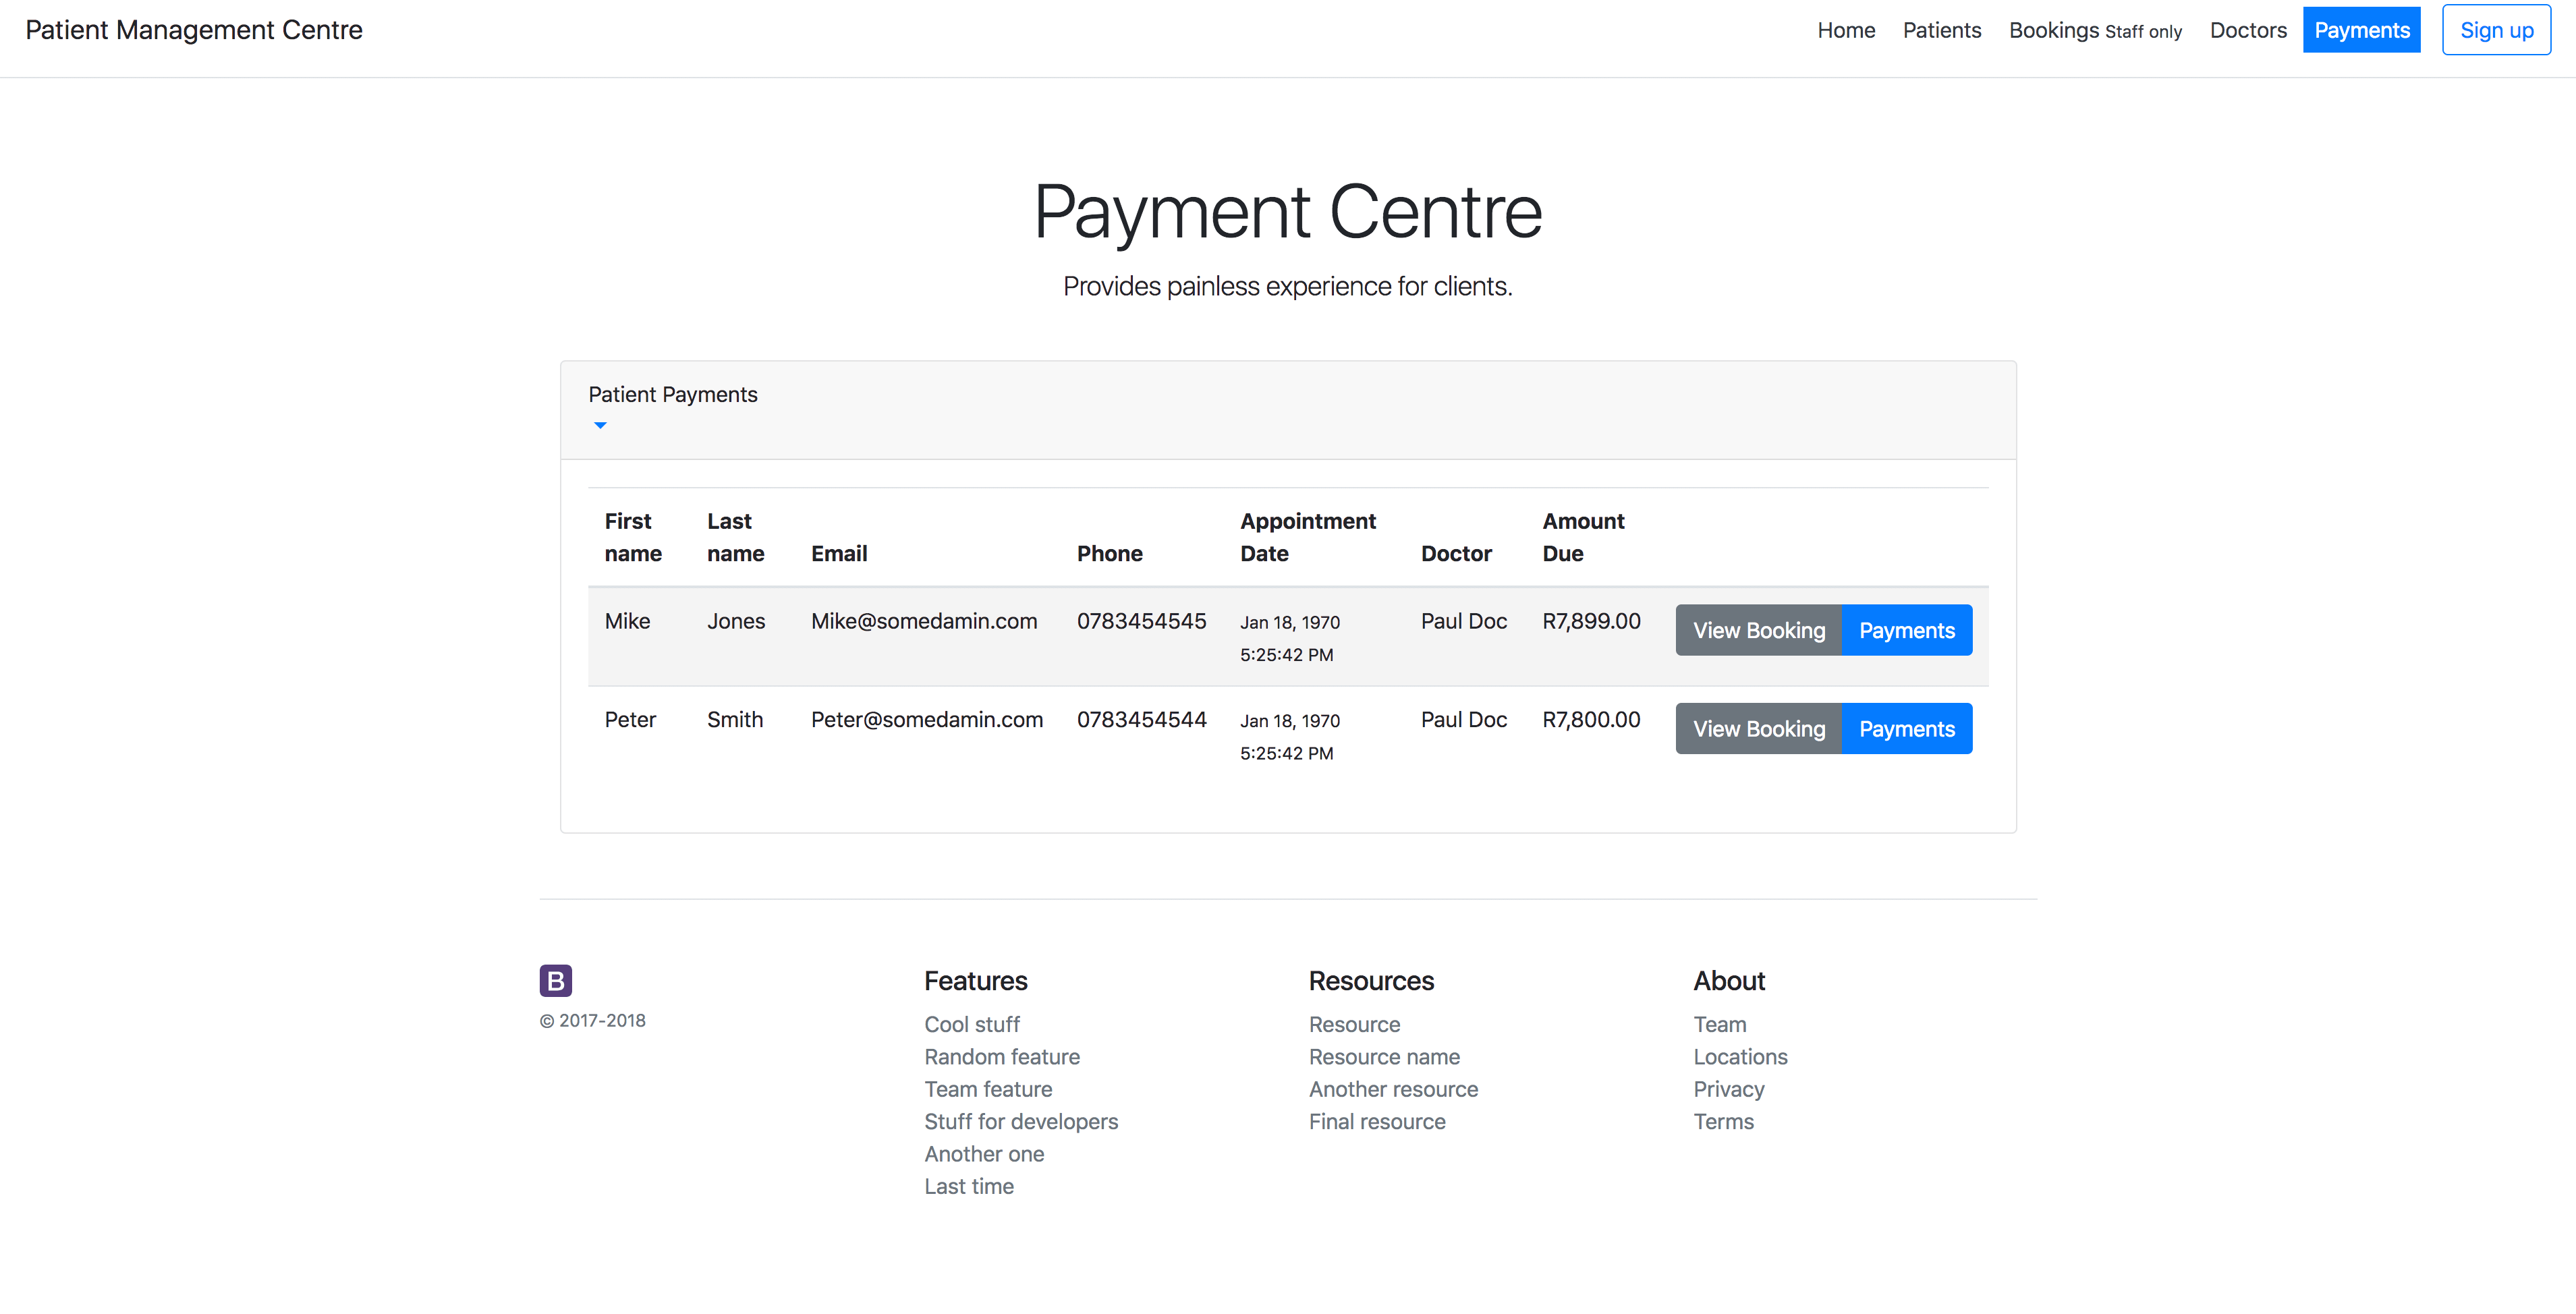 Patient Management Centre
Home Patients Bookings Staff only Doctors Payments Sign up
Payment Centre
Provides painless experience for clients.
Patient Payments
First name Last name Email Phone Appointment Date Doctor Amount Due
Mike Jones Mike@somedamin.com 0783454545 Jan 18, 1970 5:25:42 PM Paul Doc R7,899.00 View Booking Payments
Peter Smith Peter@somedamin.com 0783454544 Jan 18, 1970 5:25:42 PM Paul Doc R7,800.00 View Booking Payments
B
© 2017-2018
Features
Cool stuff
Random feature
Team feature
Stuff for developers
Another one
Last time
Resources
Resource
Resource name
Another resource
Final resource
About
Team
Locations
Privacy
Terms